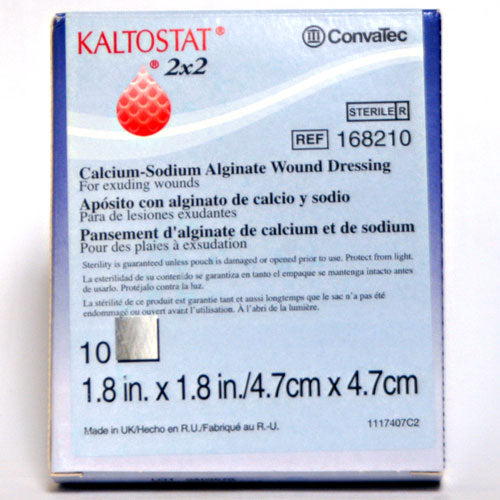 KALTOSTAT®
® 2x2
ConvaTec
STERILE R
REF 168210
Calcium-Sodium Alginate Wound Dressing
For exuding wounds
Apósito con alginato de calcio y sodio
Para de lesiones exudantes
Pansement d'alginate de calcium et de sodium
Pour des plaies à exsudation
Sterility is guaranteed unless pouch is damaged or opened prior to use. Protect from light.
La esterilidad de su contenido se garantiza en tanto el empaque se mantenga intacto antes
de usarlo. Protéjalo contra la luz.
La stérilité de ce produit est garantie tant et aussi longtemps que le sac n'a pas été
endommagé ou ouvert avant l'utilisation. À l'abri de la lumière.
10
1.8 in. x 1.8 in./4.7cm x 4.7cm
Made in UK/Hecho en R.U./Fabriqué au R.-U.
1117407C2